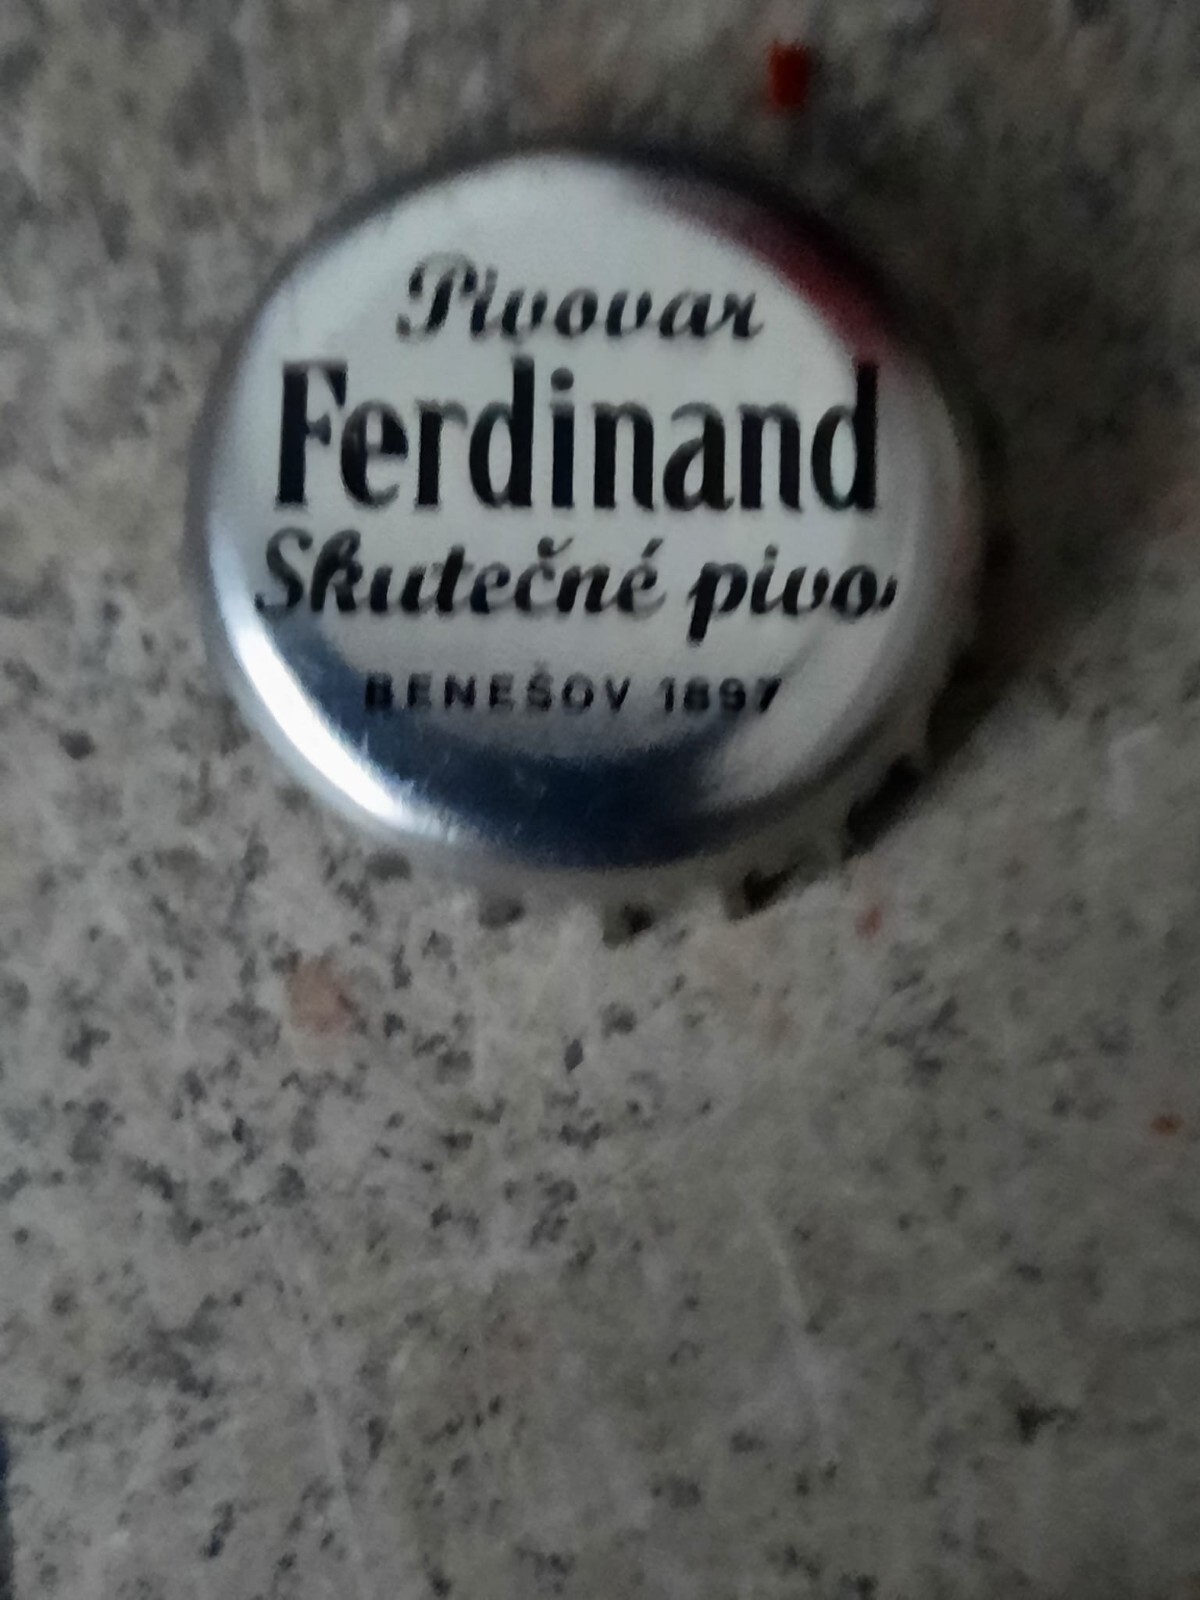 Pivovar
Ferdinand
Skutečné pivo
BENEŠOV 1897